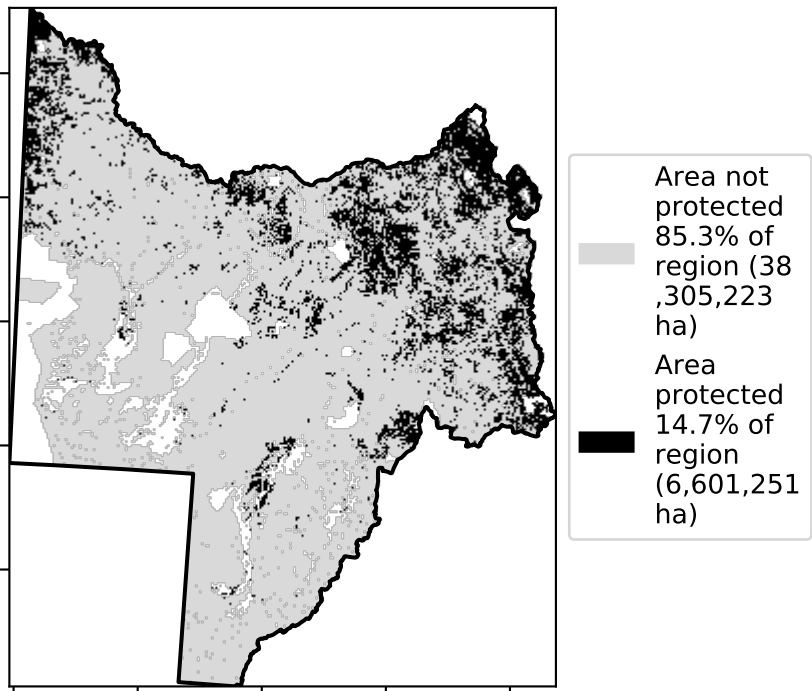 Area not
protected
85.3% of
region (38
,305,223
ha)
Area
protected
14.7% of
region
(6,601,251
ha)